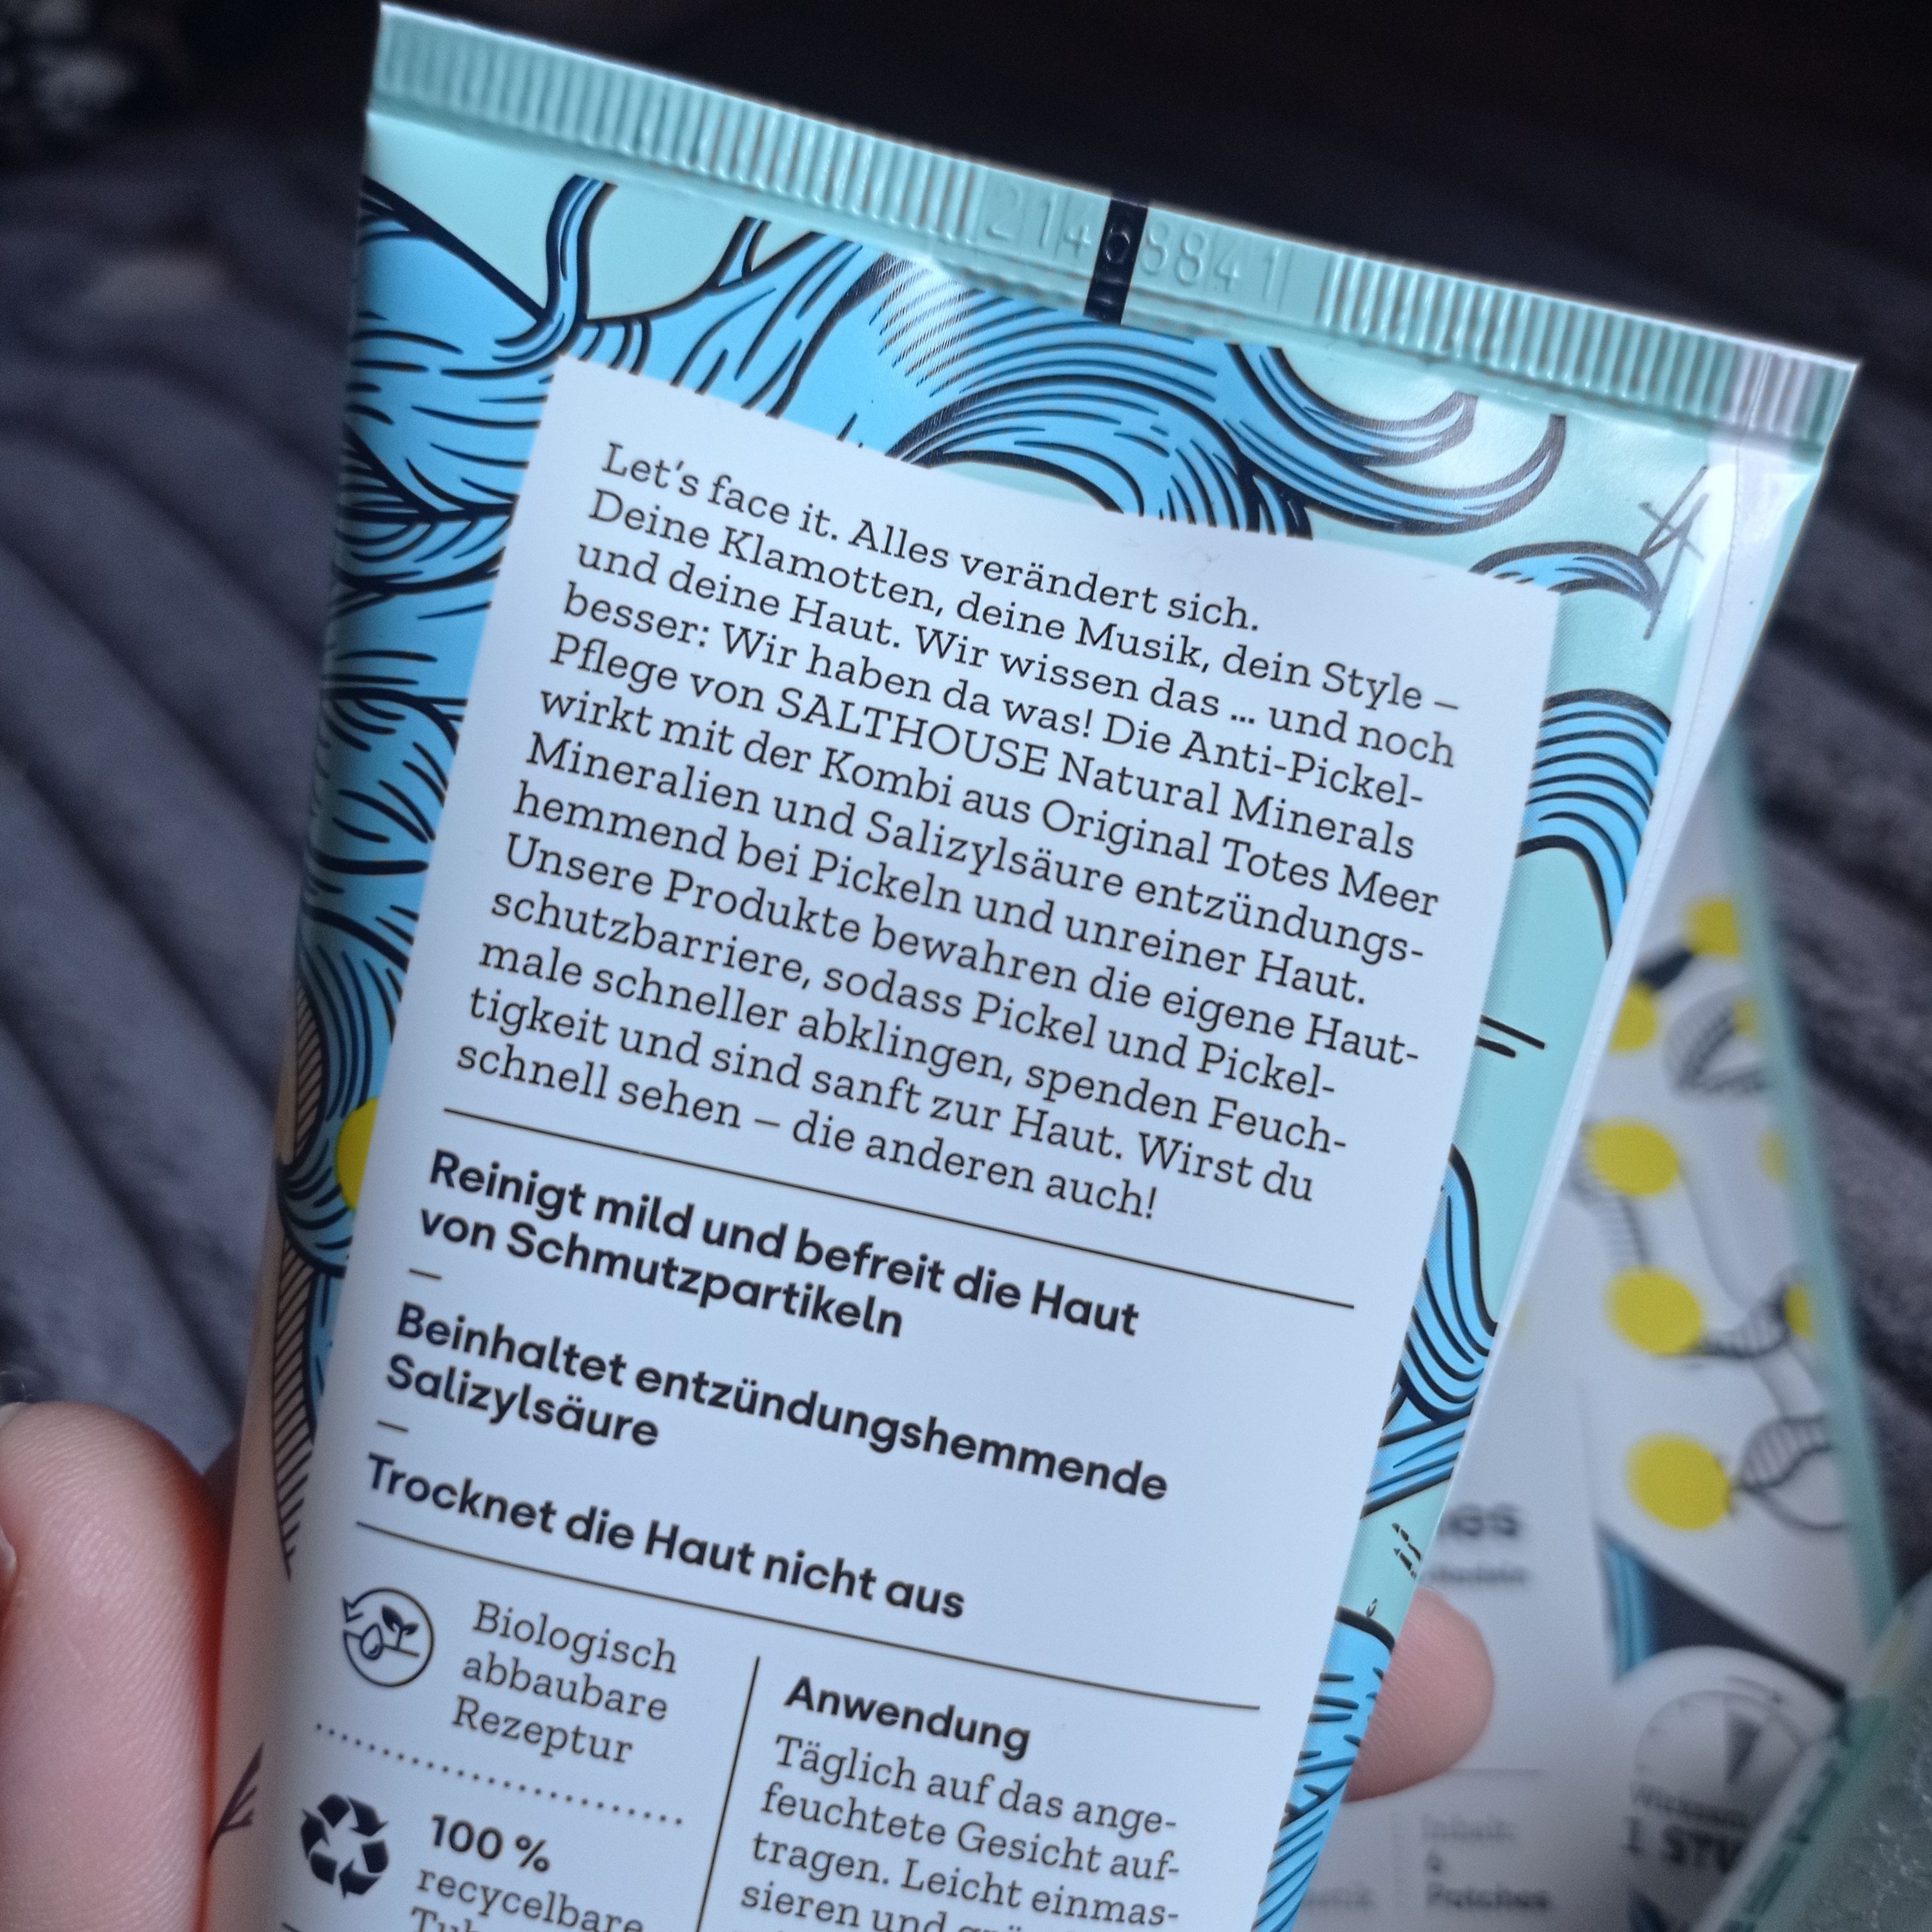 21468841
Let's face it. Alles verändert sich.
Deine Klamotten, deine Musik, dein Style –
und deine Haut. Wir wissen das ... und noch
besser: Wir haben da was! Die Anti-Pickel-
Pflege von SALTHOUSE Natural Minerals
wirkt mit der Kombi aus Original Totes Meer
Mineralien und Salizylsäure entzündungs-
hemmend bei Pickeln und unreiner Haut.
Unsere Produkte bewahren die eigene Haut-
schutzbarriere, sodass Pickel und Pickel-
male schneller abklingen, spenden Feuch-
tigkeit und sind sanft zur Haut. Wirst du
schnell sehen – die anderen auch!
Reinigt mild und befreit die Haut
von Schmutzpartikeln
—
Beinhaltet entzündungshemmende
Salizylsäure
—
Trocknet die Haut nicht aus
Biologisch
abbaubare
Rezeptur
100 %
recycelbare
Anwendung
Täglich auf das ange-
feuchtete Gesicht auf-
tragen. Leicht einmas-
sieren und
Inhalt:
Patches